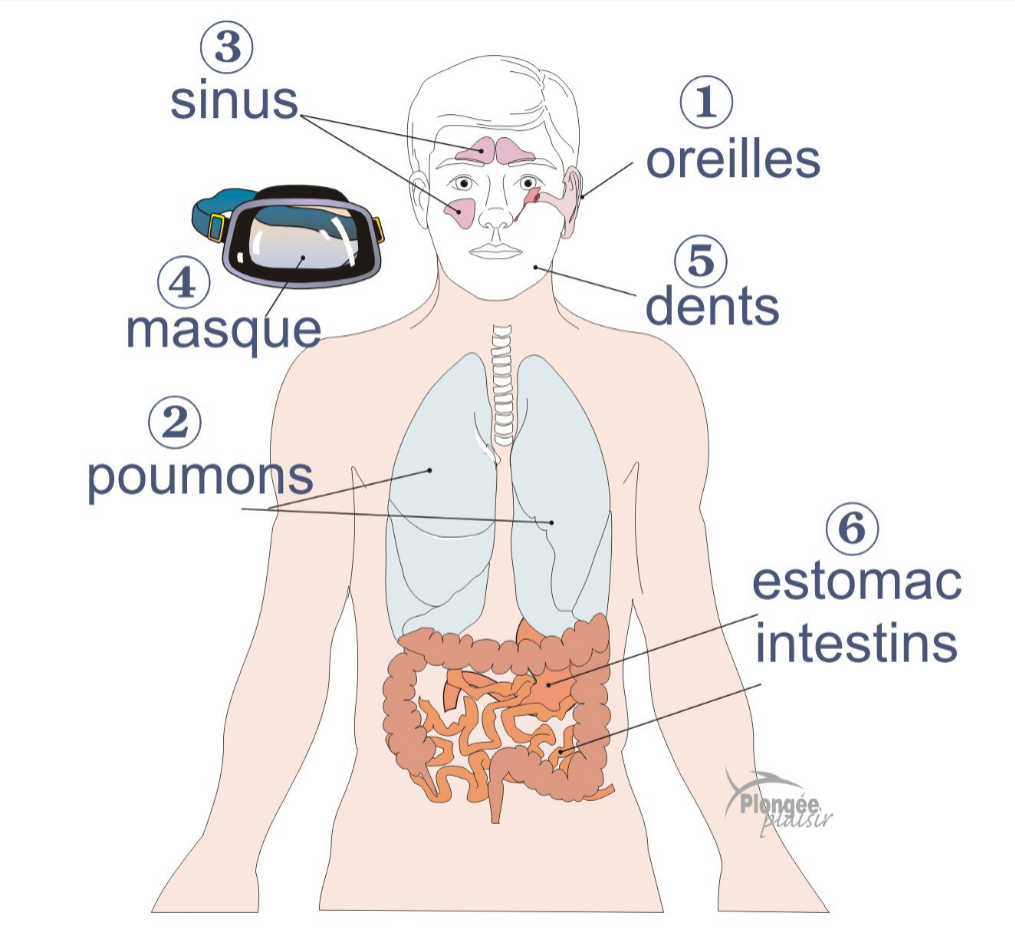 ③
sinus
①
oreilles
④
masque
⑤
dents
②
poumons
⑥
estomac
intestins
Plongée
plaisir